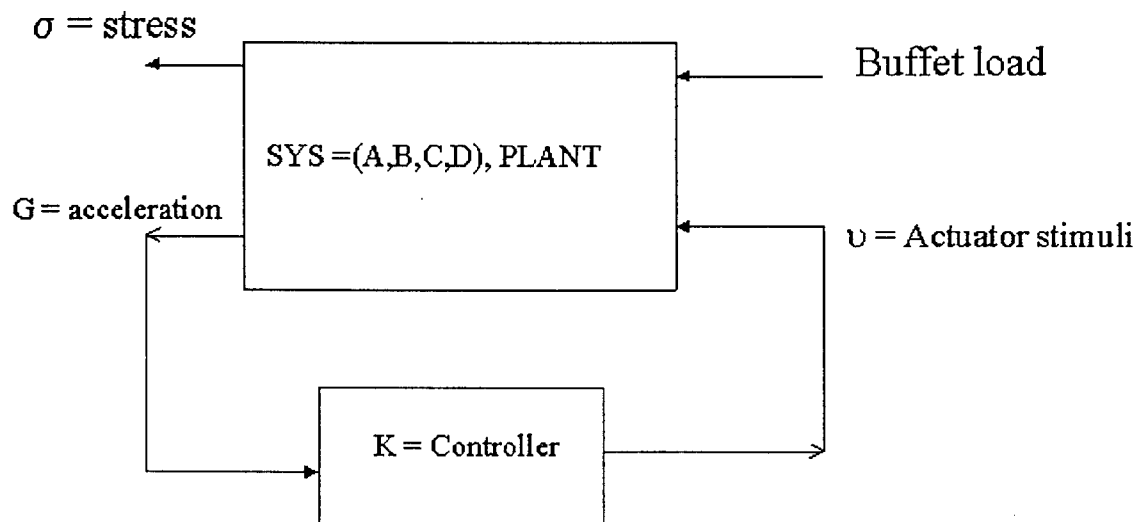 σ = stress
Buffet load
SYS =(A,B,C,D), PLANT
G = acceleration
υ = Actuator stimuli
K = Controller